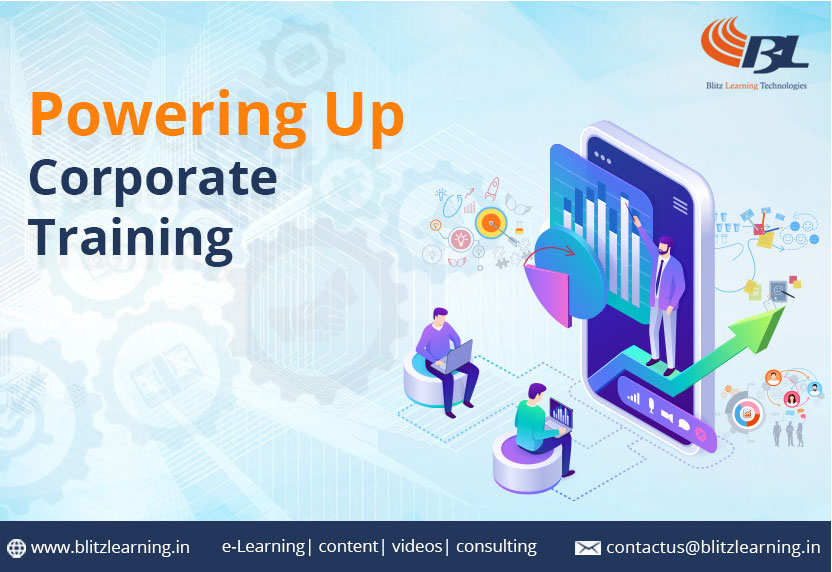 BL
Blitz Learning Technologies
Powering Up
Corporate
Training
www.blitzlearning.in
e-Learning| content| videos| consulting
contactus@blitzlearning.in